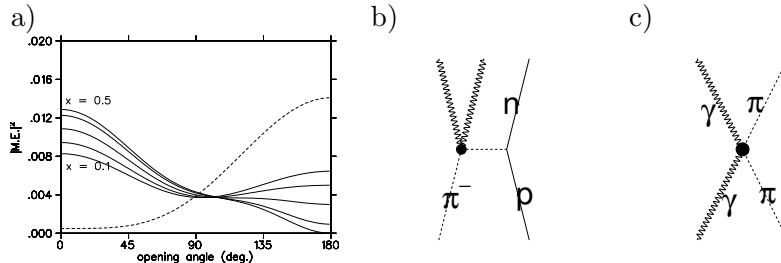 a)
b)
c)
.020
.016
.012
.008
.004
.000
|M.E.|²
x = 0.5
x = 0.1
0
45
90
135
180
opening angle (deg.)
n
π⁻
p
γ
π
γ
π